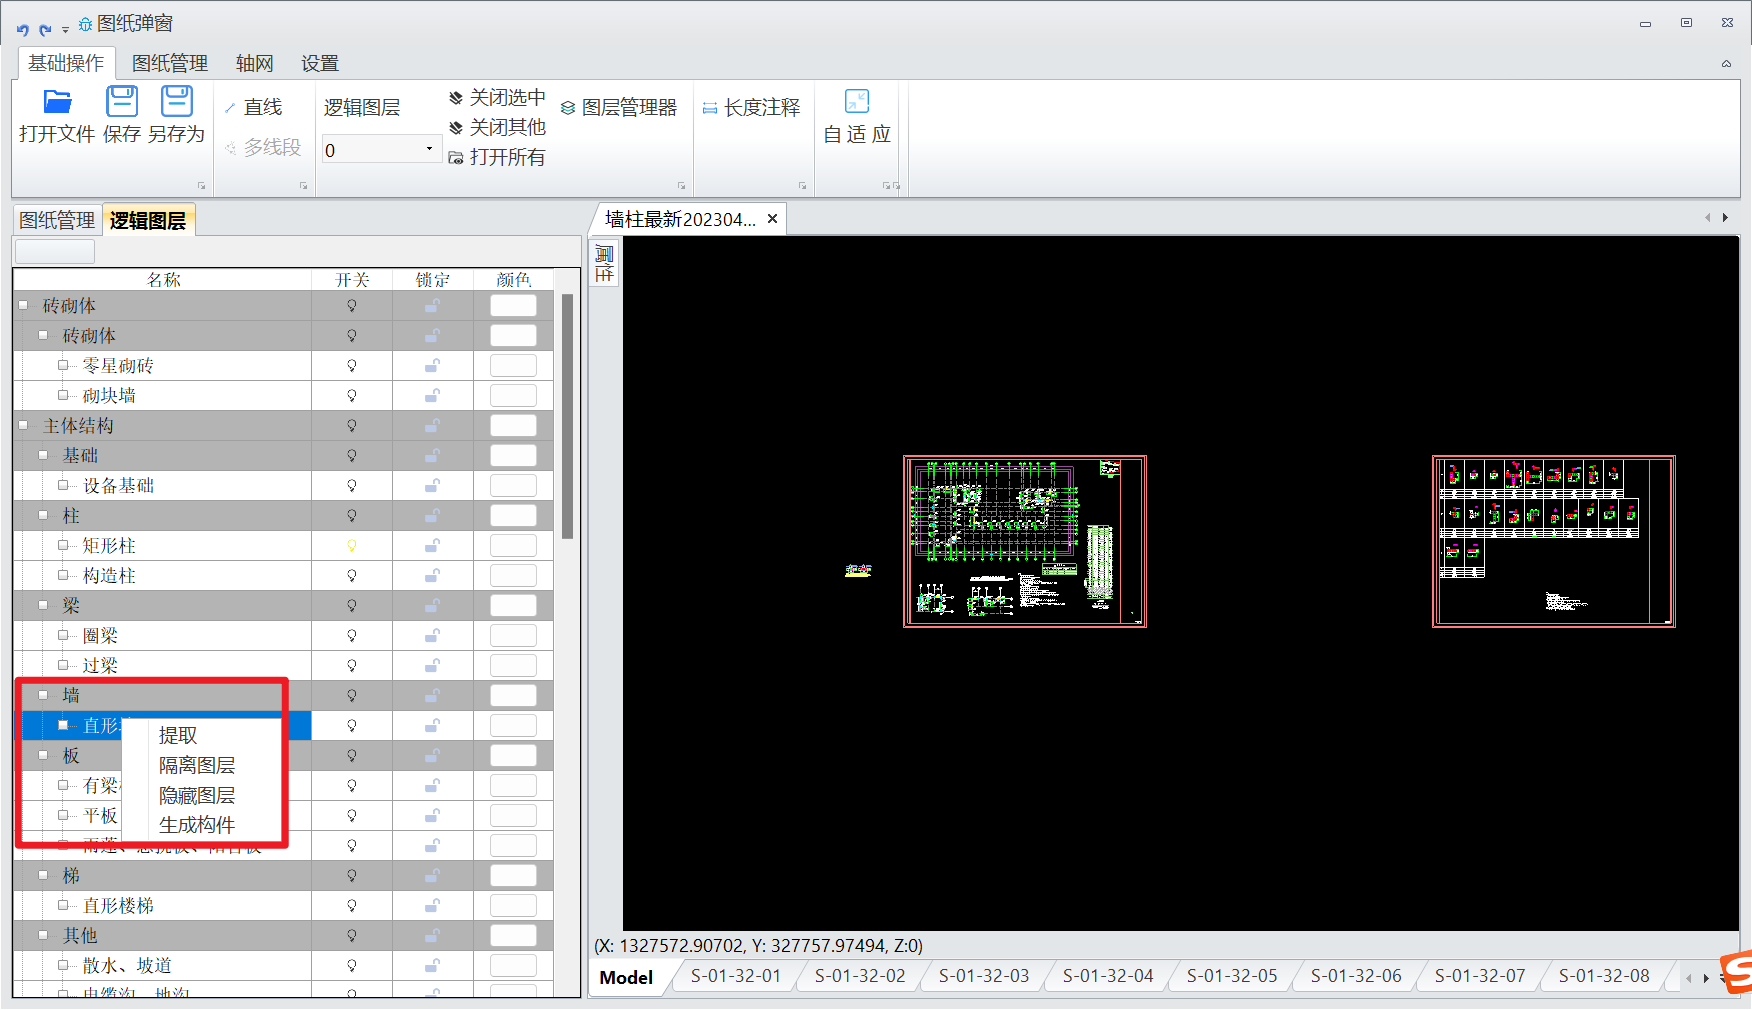 图纸弹窗
基础操作 图纸管理 轴网 设置
打开文件 保存 另存为
直线
多线段
逻辑图层
0
关闭选中
关闭其他
打开所有
图层管理器
长度注释
自适应
图纸管理 逻辑图层
名称 开关 锁定 颜色
砖砌体
砖砌体
零星砌砖
砌块墙
主体结构
基础
设备基础
柱
矩形柱
构造柱
梁
圈梁
过梁
墙
直形
板
有梁
平板
梯
直形楼梯
其他
散水、坡道
电缆沟、地沟
提取
隔离图层
隐藏图层
生成构件
墙柱最新202304...
属性
(X: 1327572.90702, Y: 327757.97494, Z:0)
Model S-01-32-01 S-01-32-02 S-01-32-03 S-01-32-04 S-01-32-05 S-01-32-06 S-01-32-07 S-01-32-08